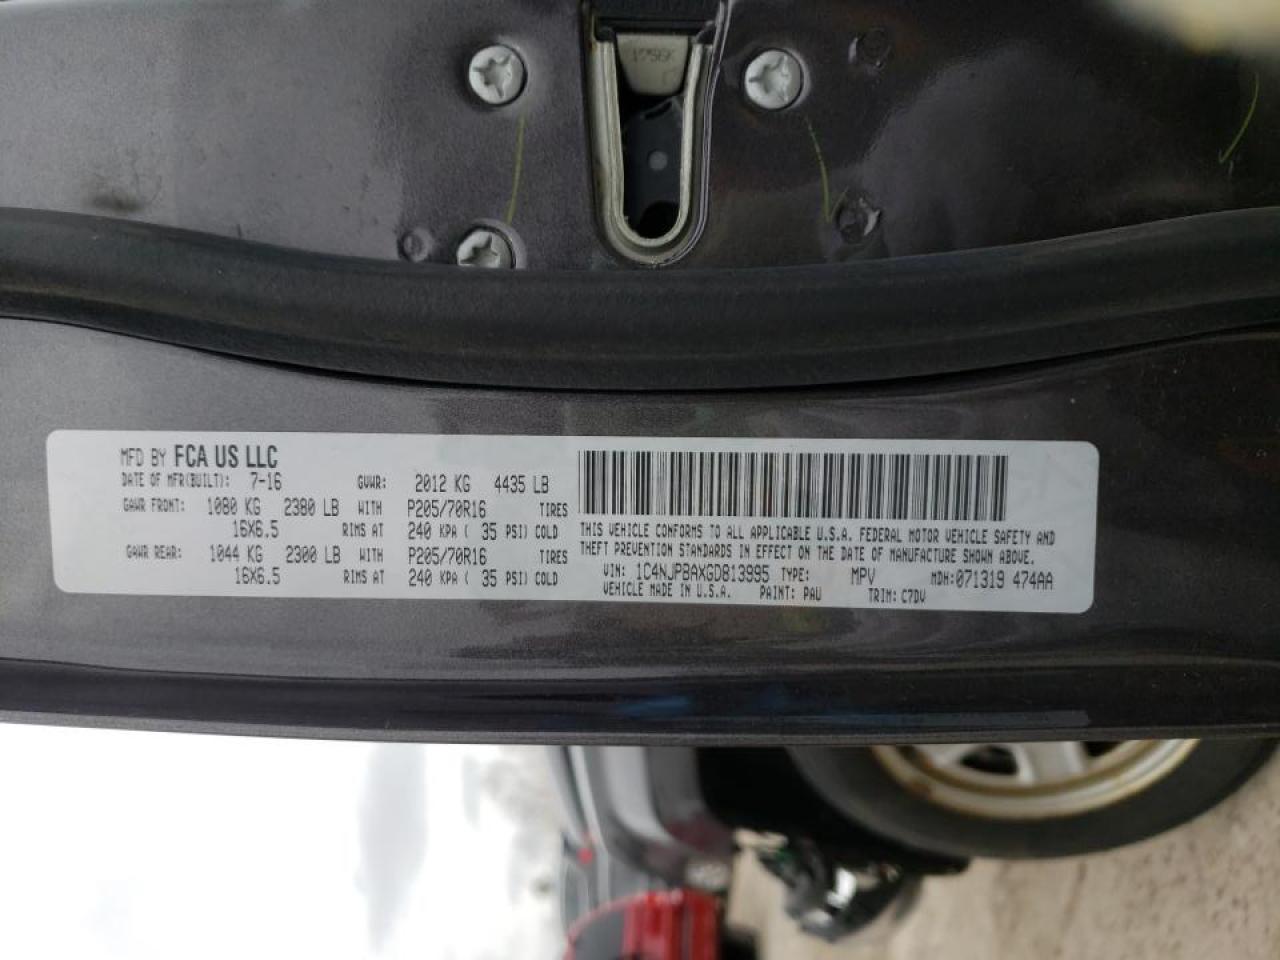 MFD BY FCA US LLC
DATE OF MFR(BUILT): 7-16 GVWR: 2012 KG 4435 LB
GAWR FRONT: 1080 KG 2380 LB WITH P205/70R16 TIRES
16X6.5 RIMS AT 240 KPA ( 35 PSI) COLD
GAWR REAR: 1044 KG 2300 LB WITH P205/70R16 TIRES
16X6.5 RIMS AT 240 KPA ( 35 PSI) COLD
THIS VEHICLE CONFORMS TO ALL APPLICABLE U.S.A. FEDERAL MOTOR VEHICLE SAFETY AND
THEFT PREVENTION STANDARDS IN EFFECT ON THE DATE OF MANUFACTURE SHOWN ABOVE.
VIN: 1C4NJPBAXGD813995 TYPE: MPV MDH:071319 474AA
VEHICLE MADE IN U.S.A. PAINT: PAU TRIM: C7DV